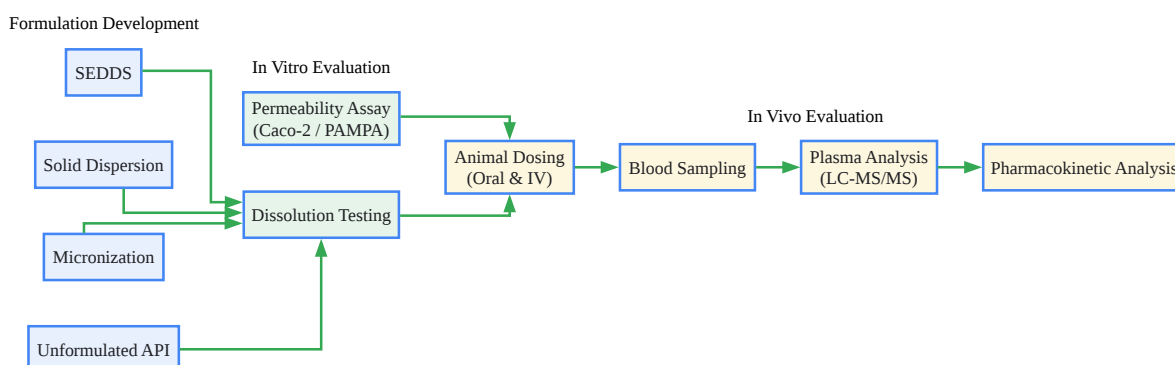 Formulation Development
SEDDS
Solid Dispersion
Micronization
Unformulated API
In Vitro Evaluation
Permeability Assay
(Caco-2 / PAMPA)
Dissolution Testing
In Vivo Evaluation
Animal Dosing
(Oral & IV)
Blood Sampling
Plasma Analysis
(LC-MS/MS)
Pharmacokinetic Analysis